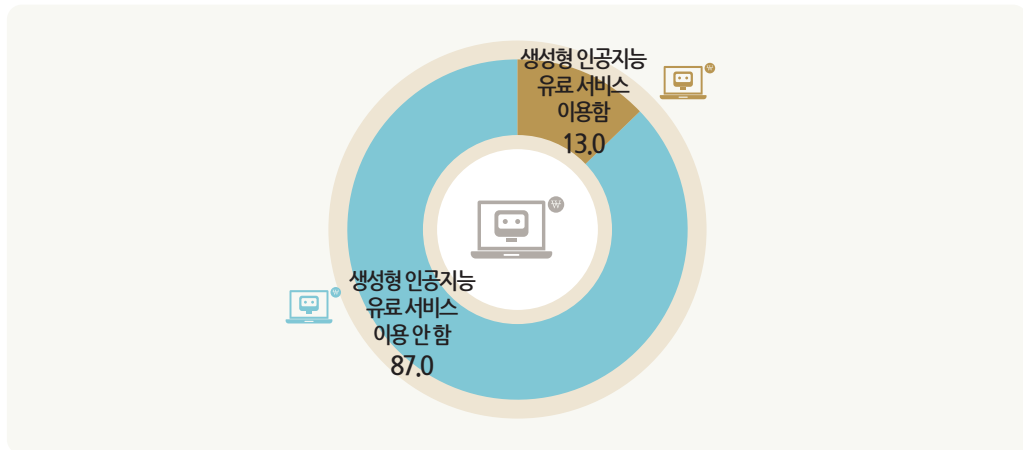 생성형 인공지능
유료 서비스
이용함
13.0
생성형 인공지능
유료 서비스
이용 안 함
87.0